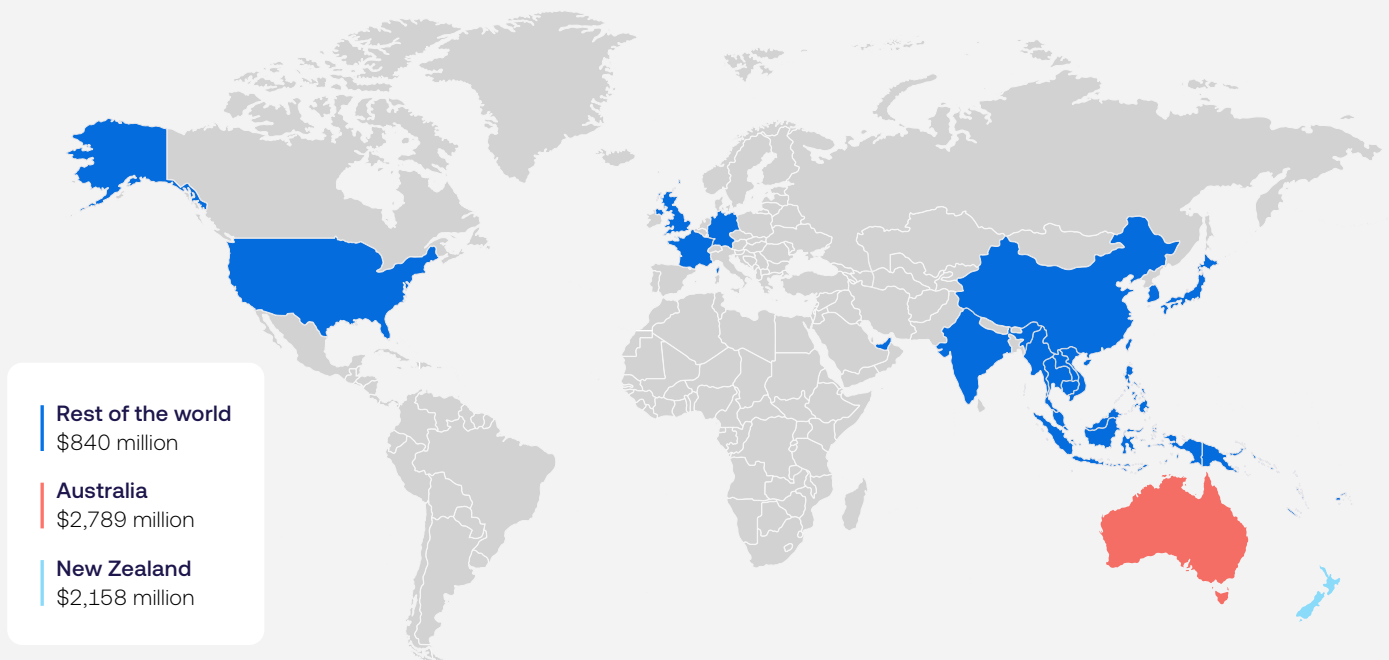 Rest of the world
$840 million
Australia
$2,789 million
New Zealand
$2,158 million